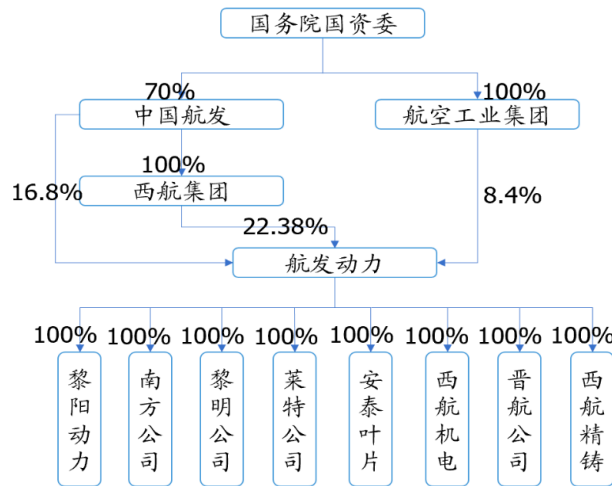 国务院国资委
70%
100%
中国航发
航空工业集团
100%
16.8%
西航集团
8.4%
22.38%
航发动力
100%
100%
100%
100%
100%
100%
100%
100%
黎阳动力
南方公司
黎明公司
莱特公司
安泰叶片
西航机电
晋航公司
西航精铸